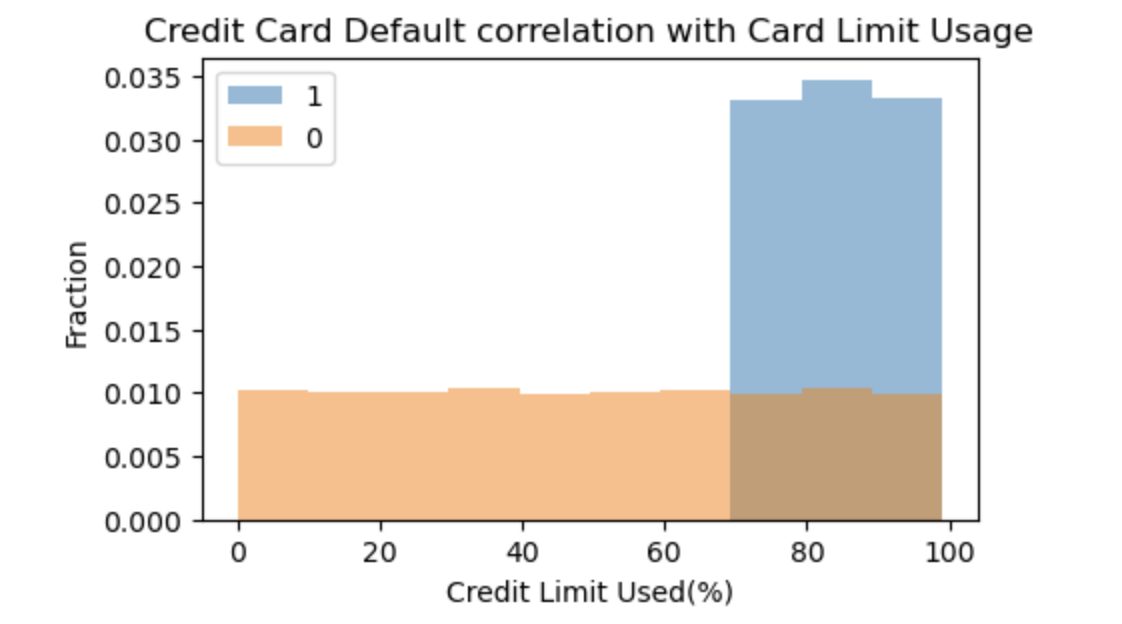 Credit Card Default correlation with Card Limit Usage
0.035
0.030
0.025
0.020
0.015
0.010
0.005
0.000
Fraction
1
0
0 20 40 60 80 100
Credit Limit Used(%)